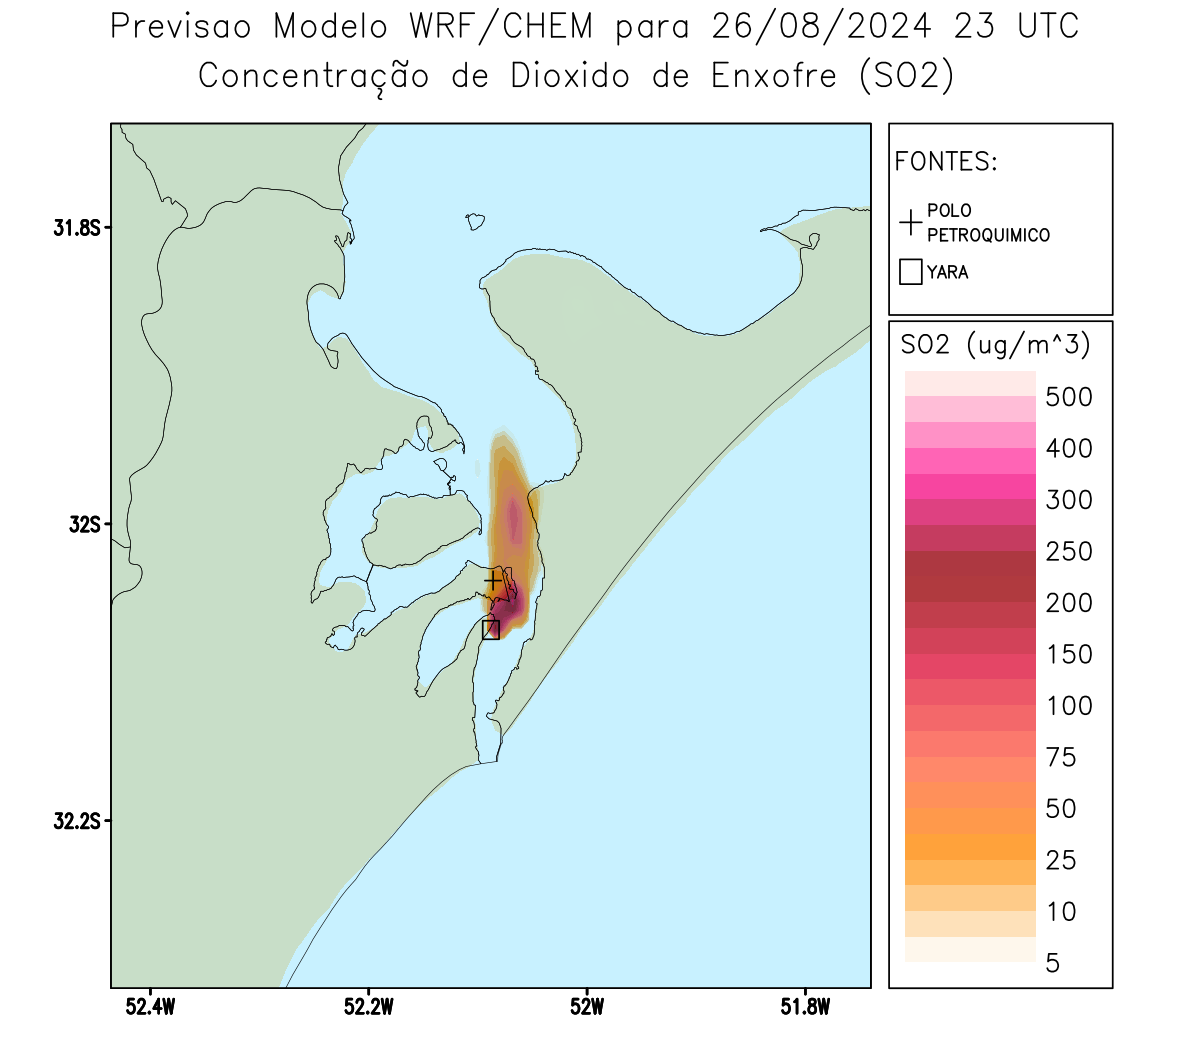 Previsao Modelo WRF/CHEM para 26/08/2024 23 UTC
Concentração de Dioxido de Enxofre (SO2)
FONTES:
POLO
PETROQUIMICO
YARA
SO2 (ug/m^3)
500
400
300
250
200
150
100
75
50
25
10
5
31.8S
32S
32.2S
52.4W
52.2W
52W
51.8W